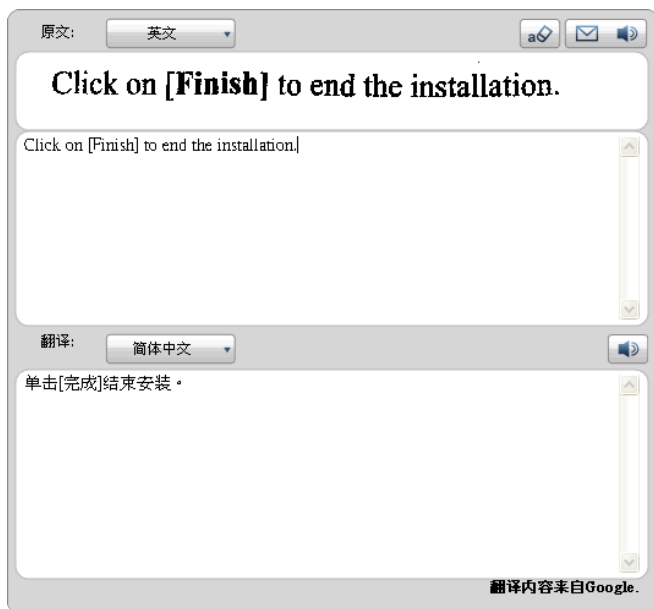 原文: 英文
Click on [Finish] to end the installation.
Click on [Finish] to end the installation.
翻译: 简体中文
单击[完成]结束安装。
翻译内容来自Google.